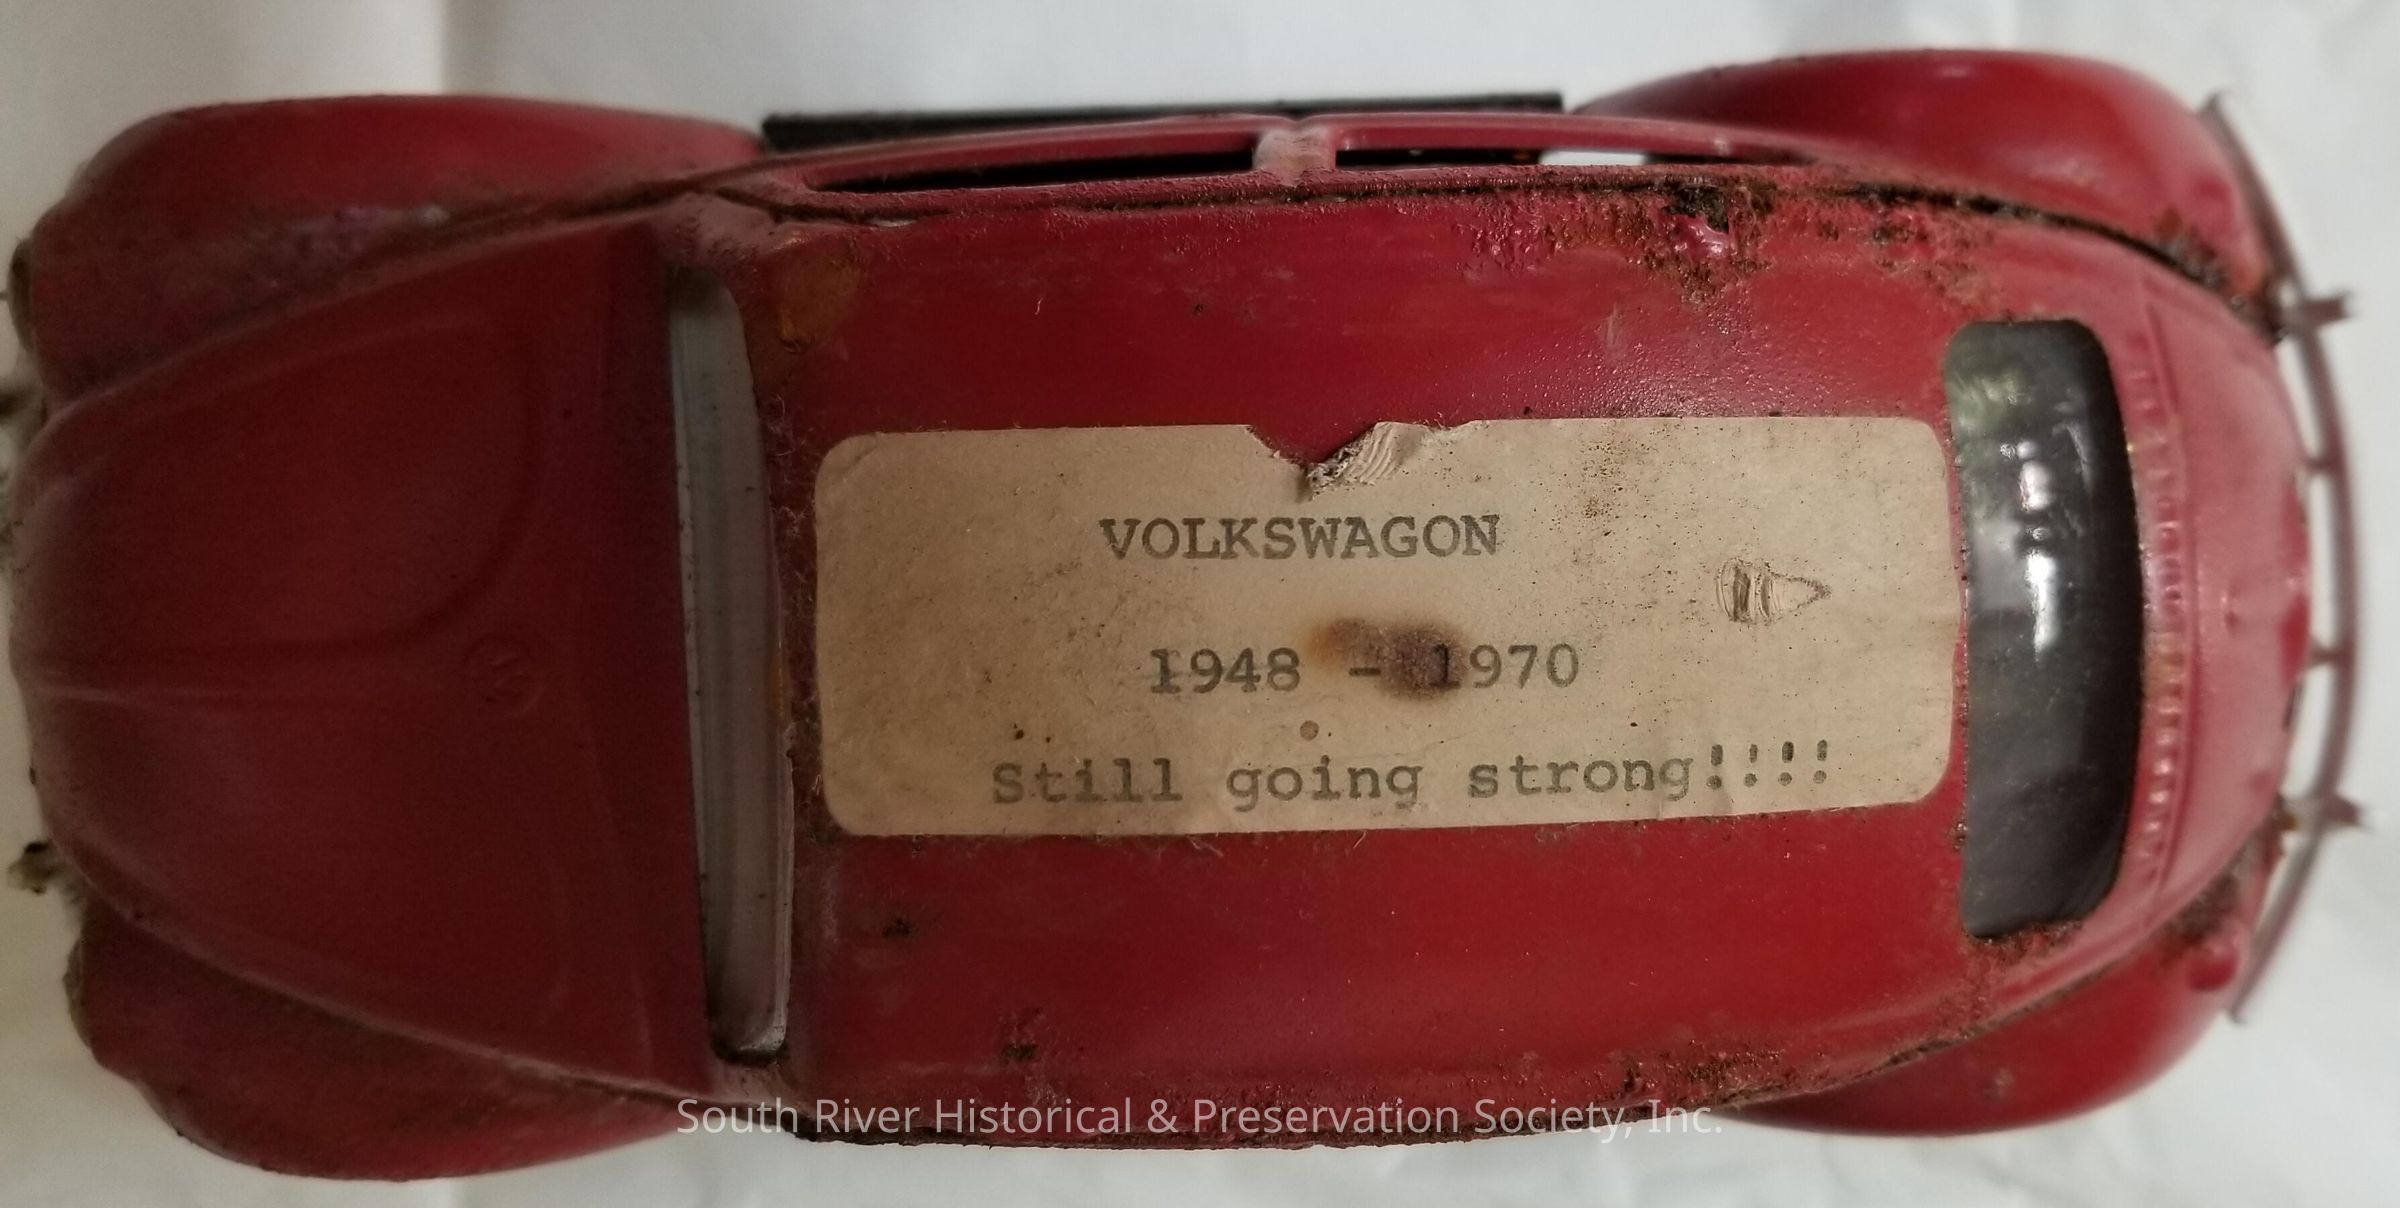 VOLKSWAGON
1948 - 1970
Still going strong!!!!
South River Historical & Preservation Society, Inc.